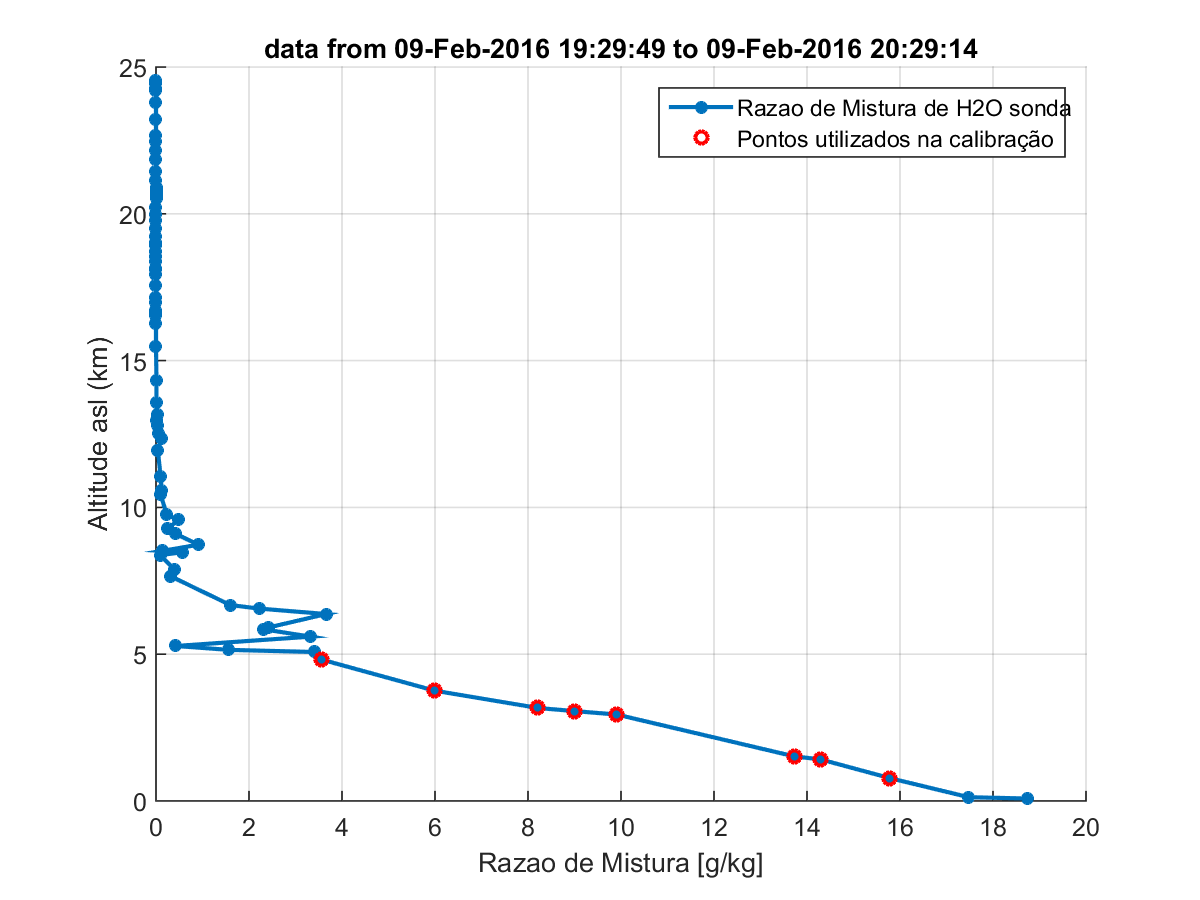 data from 09-Feb-2016 19:29:49 to 09-Feb-2016 20:29:14
Razao de Mistura de H2O sonda
Pontos utilizados na calibração
Altitude asl (km)
25
20
15
10
5
0
0 2 4 6 8 10 12 14 16 18 20
Razao de Mistura [g/kg]